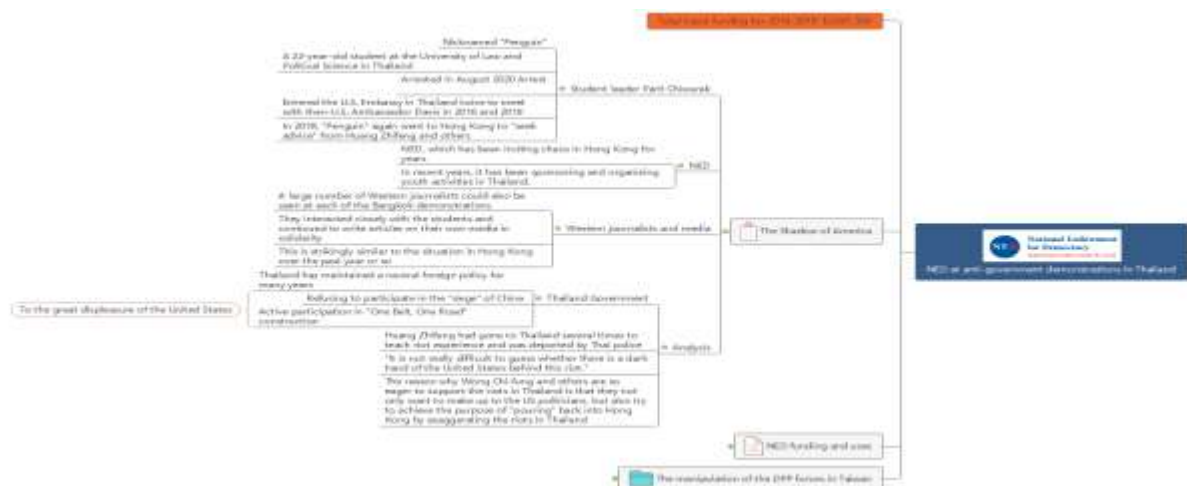 Nicknamed "Penguin"
A 22-year-old student at the University of Law and
Political Science in Thailand
Arrested in August 2020 Arrest
Entered the U.S. Embassy in Thailand twice to meet
with then-U.S. Ambassador Davis in 2016 and 2018
In 2018, "Penguin" again went to Hong Kong to "seek
advice" from Huang Zhifeng and others
Student leader Parit Chiwarak
NED, which has been inciting chaos in Hong Kong for
years
In recent years, it has been sponsoring and organizing
youth activities in Thailand.
NED
A large number of Western journalists could also be
seen at each of the Bangkok demonstrations
They interacted closely with the students and
continued to write articles on their own media in
solidarity
This is strikingly similar to the situation in Hong Kong
over the past year or so
Western journalists and media
The Shadow of America
Thailand has maintained a neutral foreign policy for
many years
Refusing to participate in the "siege" of China
Active participation in "One Belt, One Road"
construction
To the great displeasure of the United States
Thailand Government
Huang Zhifeng had gone to Thailand several times to
teach riot experience and was deported by Thai police
"It is not really difficult to guess whether there is a dark
hand of the United States behind this riot."
The reason why Wong Chi-fung and others are so
eager to support the riots in Thailand is that they not
only want to make up to the US politicians, but also try
to achieve the purpose of "pouring" back into Hong
Kong by exaggerating the riots in Thailand
Analysis
National Endowment
for Democracy
NED at anti-government demonstrations in Thailand
NED funding and uses
The manipulation of the DPP forces in Taiwan